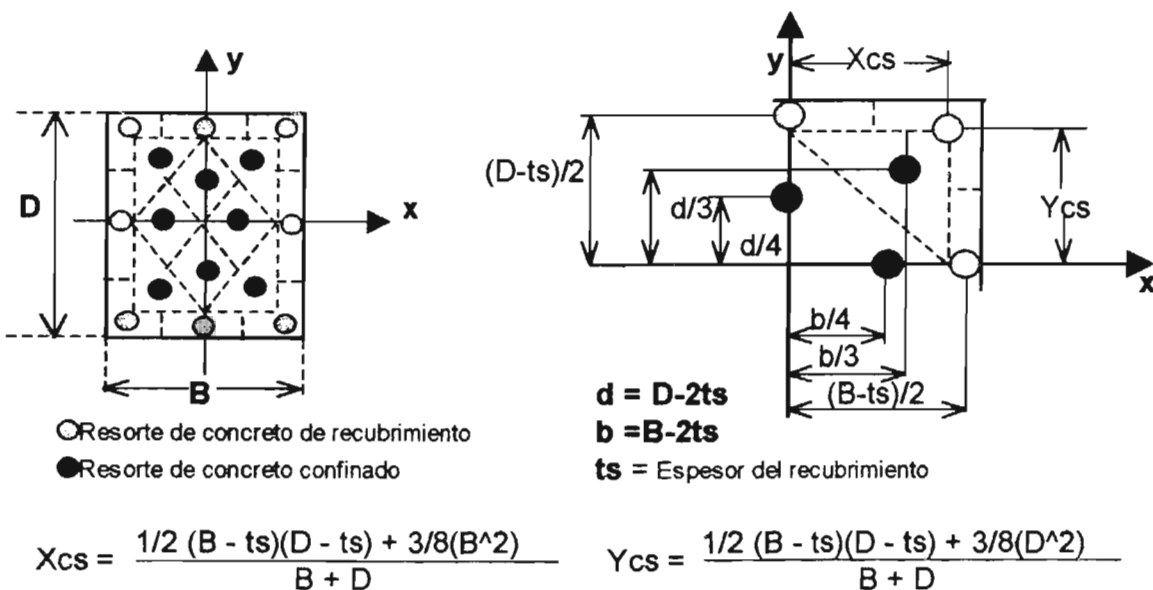 y
x
D
B
Resorte de concreto de recubrimiento
Resorte de concreto confinado
y
Xcs
(D-ts)/2
d/3
d/4
Ycs
x
b/4
b/3
(B-ts)/2
d = D-2ts
b =B-2ts
ts = Espesor del recubrimiento
Xcs = 1/2 (B - ts)(D - ts) + 3/8(B^2)
B + D
Ycs = 1/2 (B - ts)(D - ts) + 3/8(D^2)
B + D